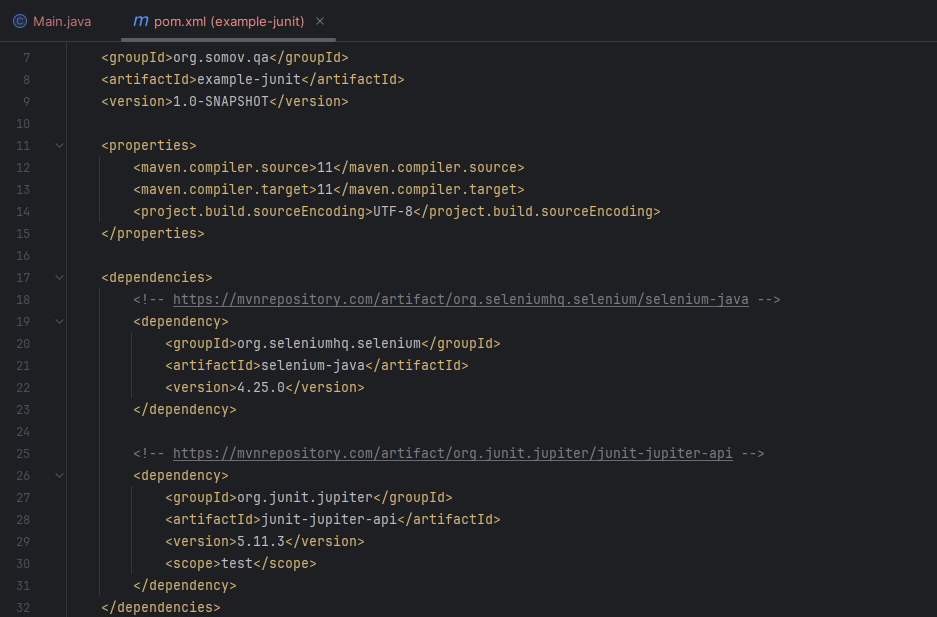 Main.java
pom.xml (example-junit)
7 <groupId>org.somov.qa</groupId>
8 <artifactId>example-junit</artifactId>
9 <version>1.0-SNAPSHOT</version>
10
11 <properties>
12 <maven.compiler.source>11</maven.compiler.source>
13 <maven.compiler.target>11</maven.compiler.target>
14 <project.build.sourceEncoding>UTF-8</project.build.sourceEncoding>
15 </properties>
16
17 <dependencies>
18 <!-- https://mvnrepository.com/artifact/org.seleniumhq.selenium/selenium-java -->
19 <dependency>
20 <groupId>org.seleniumhq.selenium</groupId>
21 <artifactId>selenium-java</artifactId>
22 <version>4.25.0</version>
23 </dependency>
24
25 <!-- https://mvnrepository.com/artifact/org.junit.jupiter/junit-jupiter-api -->
26 <dependency>
27 <groupId>org.junit.jupiter</groupId>
28 <artifactId>junit-jupiter-api</artifactId>
29 <version>5.11.3</version>
30 <scope>test</scope>
31 </dependency>
32 </dependencies>